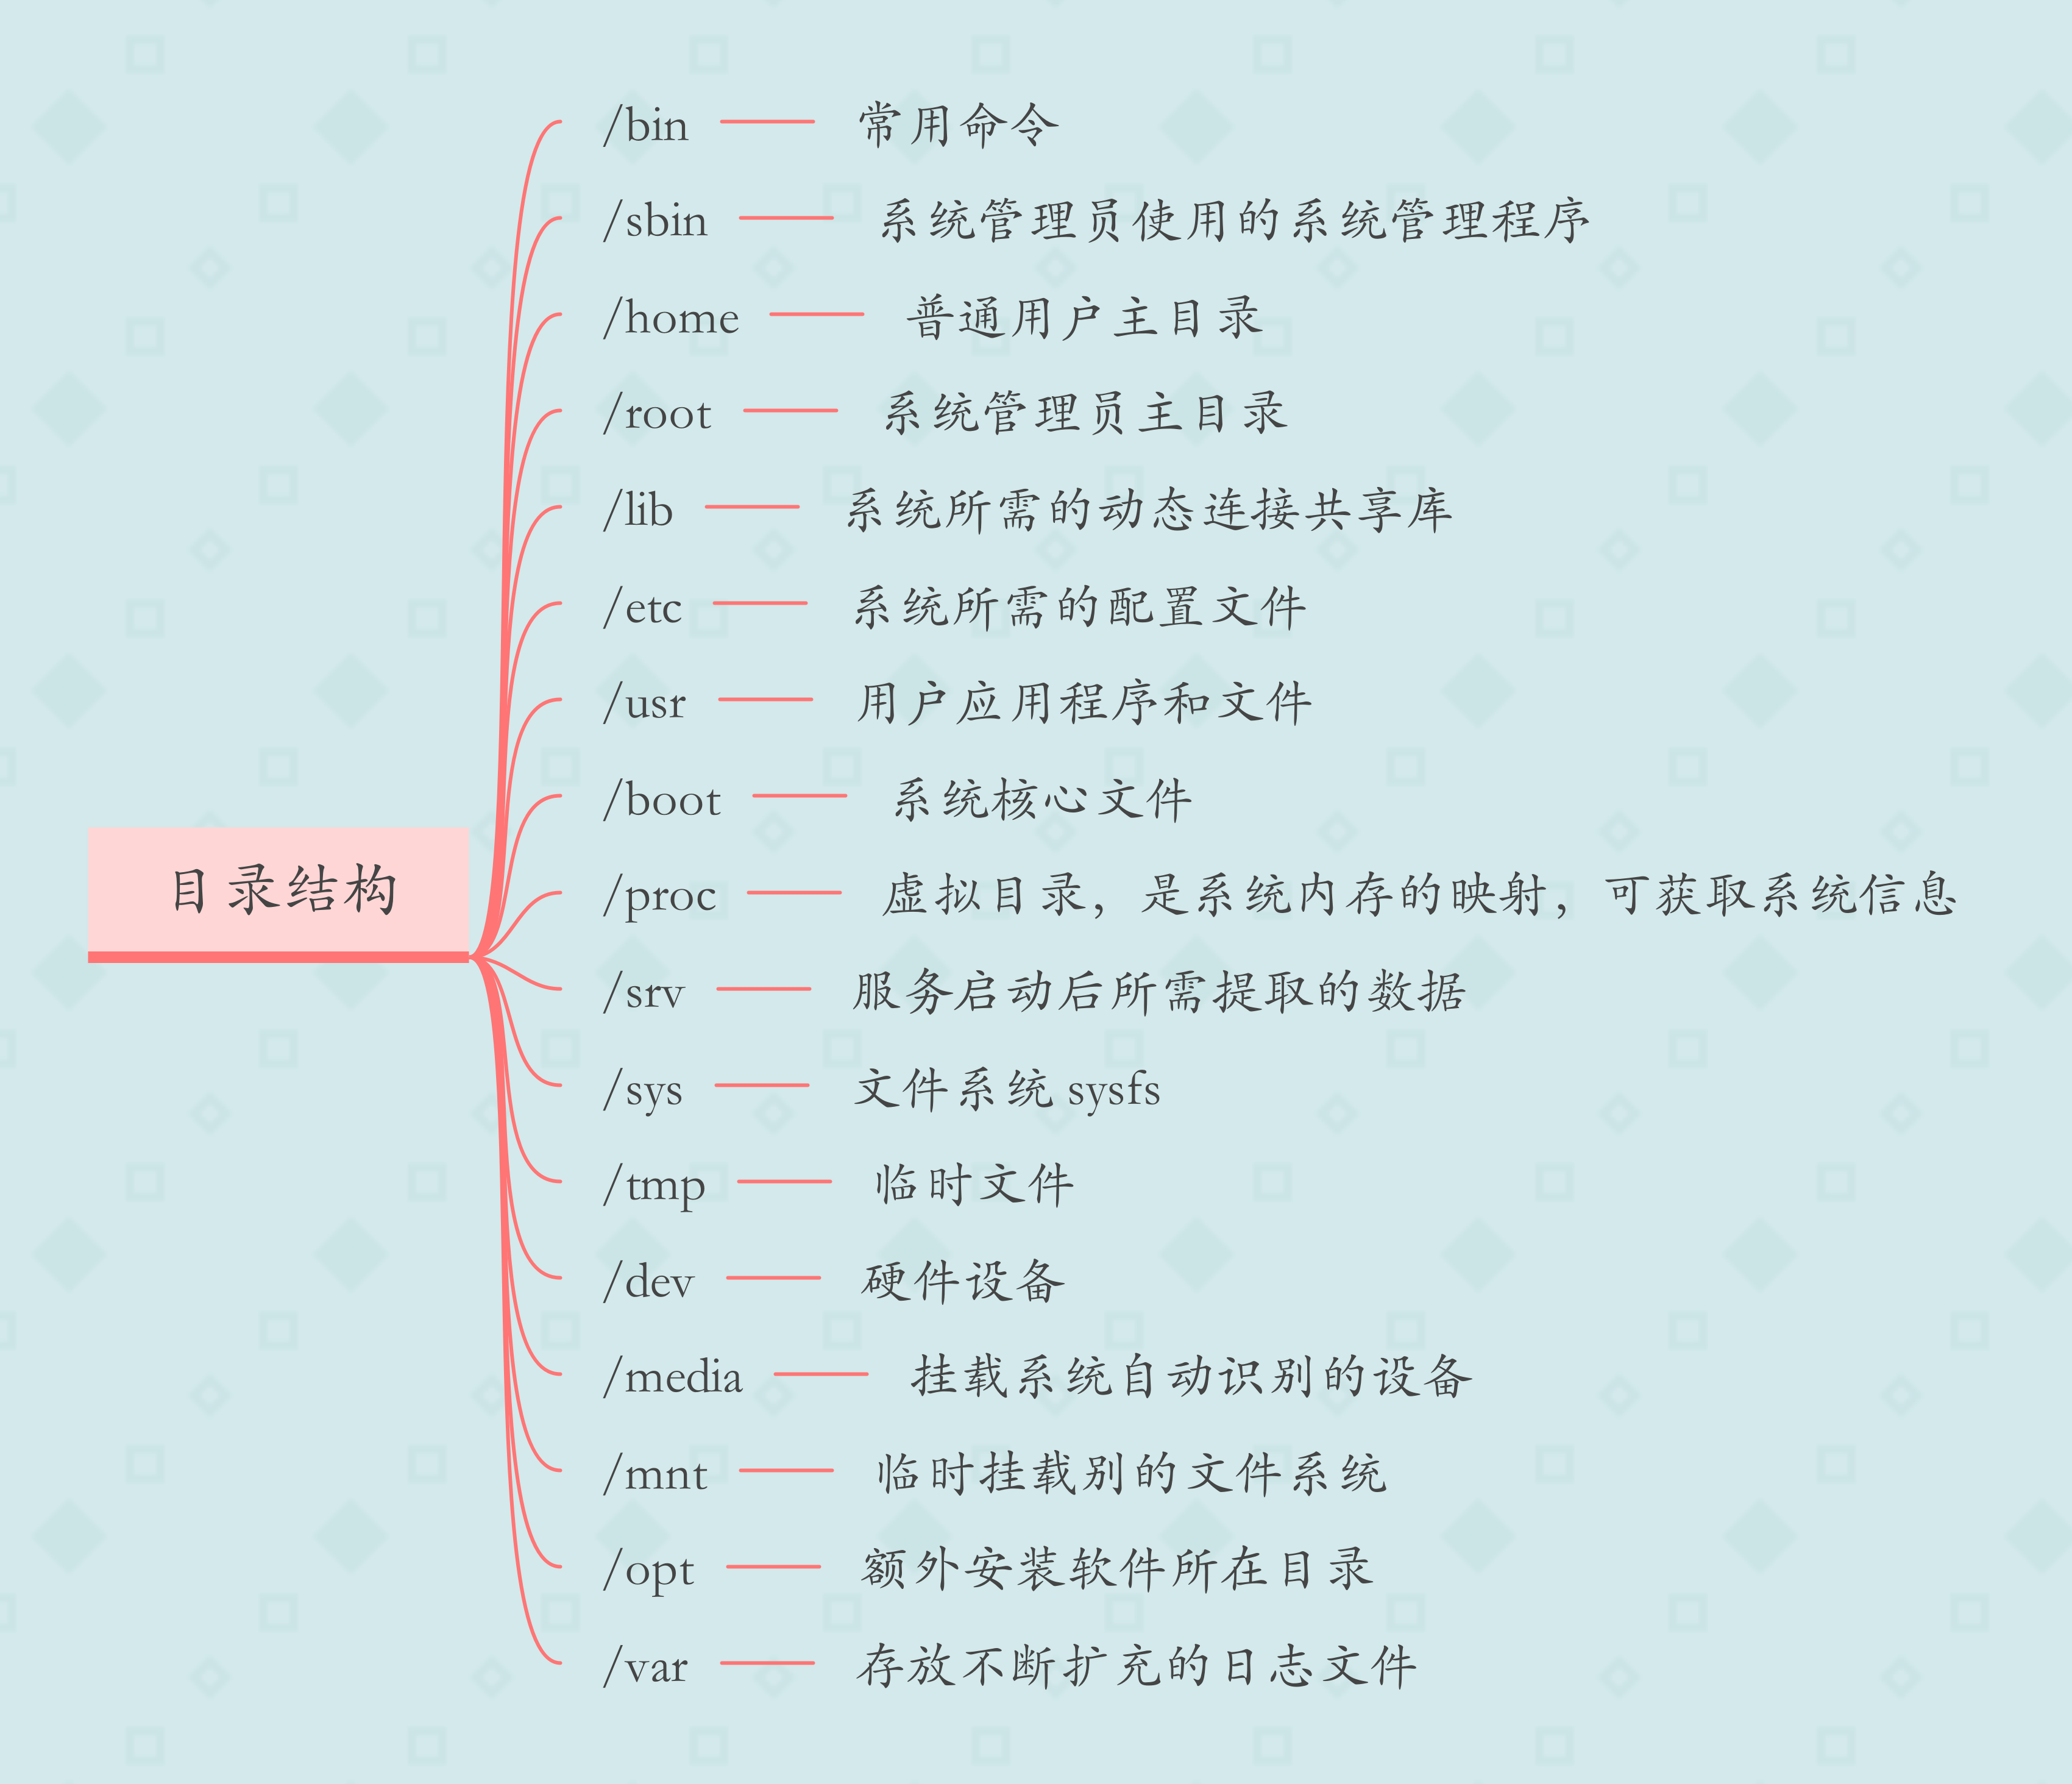 /bin 常用命令
/sbin 系统管理员使用的系统管理程序
/home 普通用户主目录
/root 系统管理员主目录
/lib 系统所需的动态连接共享库
/etc 系统所需的配置文件
/usr 用户应用程序和文件
/boot 系统核心文件
目录结构
/proc 虚拟目录，是系统内存的映射，可获取系统信息
/srv 服务启动后所需提取的数据
/sys 文件系统 sysfs
/tmp 临时文件
/dev 硬件设备
/media 挂载系统自动识别的设备
/mnt 临时挂载别的文件系统
/opt 额外安装软件所在目录
/var 存放不断扩充的日志文件